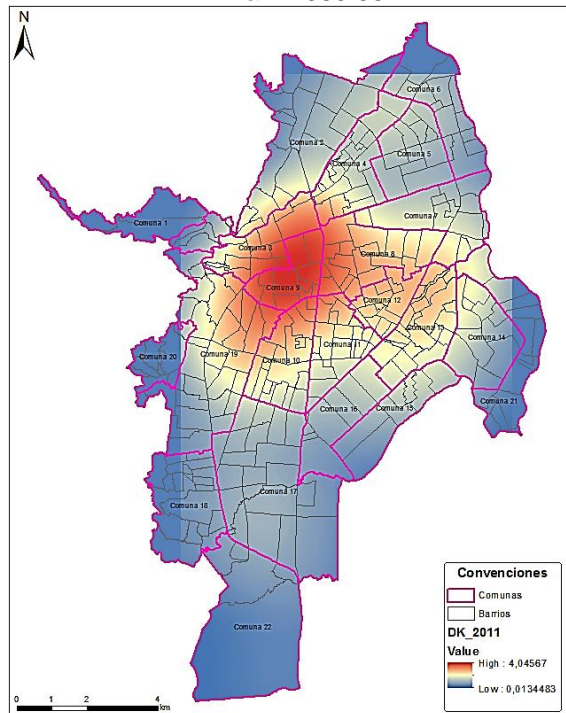 N
Comuna 6
Comuna 2
Comuna 4
Comuna 5
Comuna 1
Comuna 7
Comuna 3
Comuna 8
Comuna 9
Comuna 12
Comuna 13
Comuna 11
Comuna 14
Comuna 20
Comuna 19
Comuna 10
Comuna 21
Comuna 16
Comuna 15
Comuna 17
Comuna 18
Comuna 22
Convenciones
Comunas
Barrios
DK_2011
Value
High : 4,04567
Low : 0,0134483
0 1 2 4
km